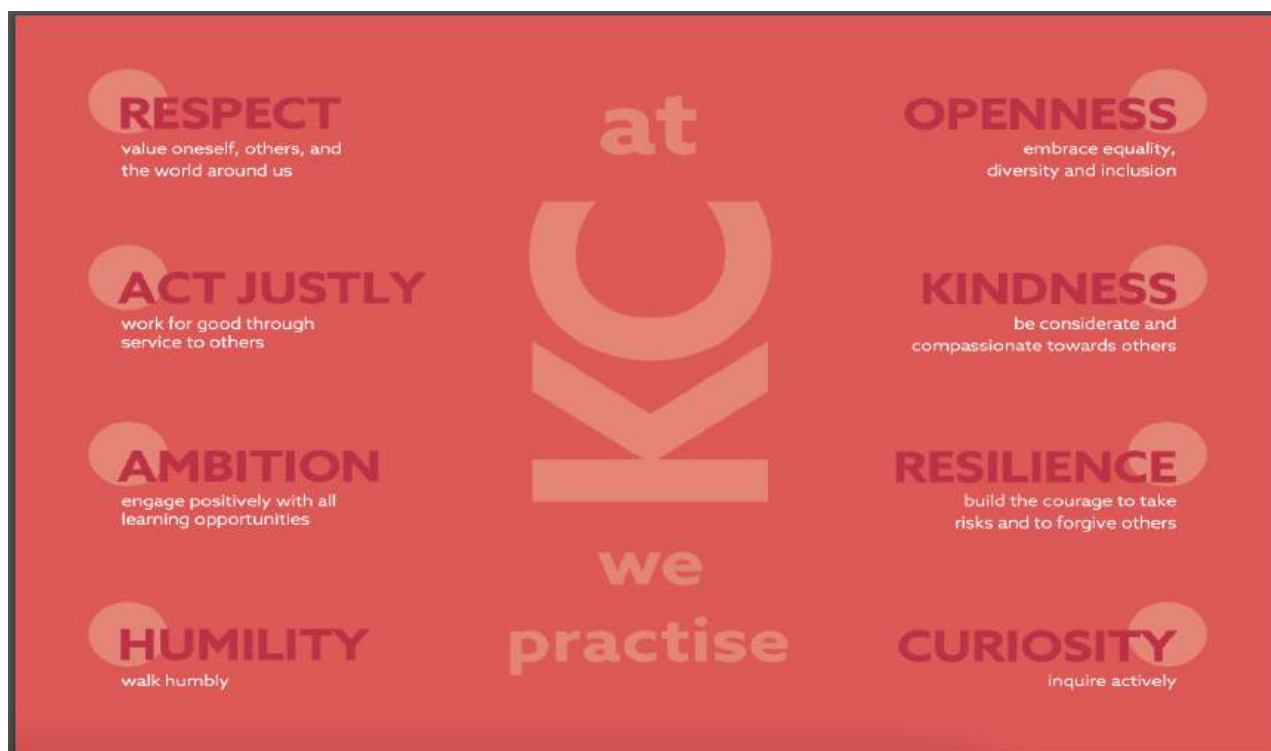 at
KC
we
practise
RESPECT
value oneself, others, and
the world around us
ACT JUSTLY
work for good through
service to others
AMBITION
engage positively with all
learning opportunities
HUMILITY
walk humbly
OPENNESS
embrace equality,
diversity and inclusion
KINDNESS
be considerate and
compassionate towards others
RESILIENCE
build the courage to take
risks and to forgive others
CURIOSITY
inquire actively